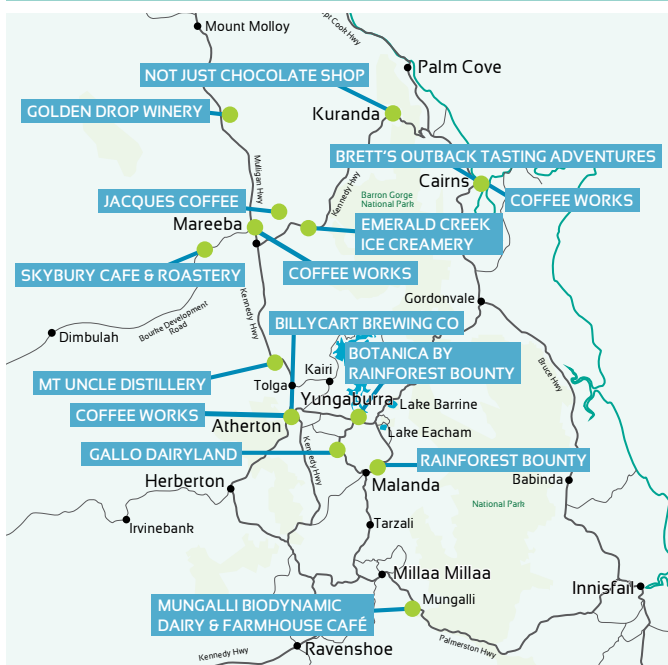 Capt Cook Hwy
Mount Molloy
Palm Cove
NOT JUST CHOCOLATE SHOP
GOLDEN DROP WINERY
Kuranda
BRETT'S OUTBACK TASTING ADVENTURES
Mulligan Hwy
Kennedy Hwy
Cairns
Barron Gorge
National Park
COFFEE WORKS
JACQUES COFFEE
Mareeba
EMERALD CREEK
ICE CREAMERY
SKYBURY CAFE & ROASTERY
COFFEE WORKS
Kennedy Hwy
Gordonvale
Bourke Development
Road
BILLYCART BREWING CO
Dimbulah
BOTANICA BY
RAINFOREST BOUNTY
Kairi
Bruce Hwy
MT UNCLE DISTILLERY
Tolga
Yungaburra
Lake Barrine
COFFEE WORKS
Atherton
Lake Eacham
Kennedy Hwy
GALLO DAIRYLAND
RAINFOREST BOUNTY
Herberton
Malanda
Babinda
National Park
Irvinebank
Tarzali
Millaa Millaa
Innisfail
MUNGALLI BIODYNAMIC
DAIRY & FARMHOUSE CAFÉ
Mungalli
Palmerston Hwy
Kennedy Hwy
Ravenshoe